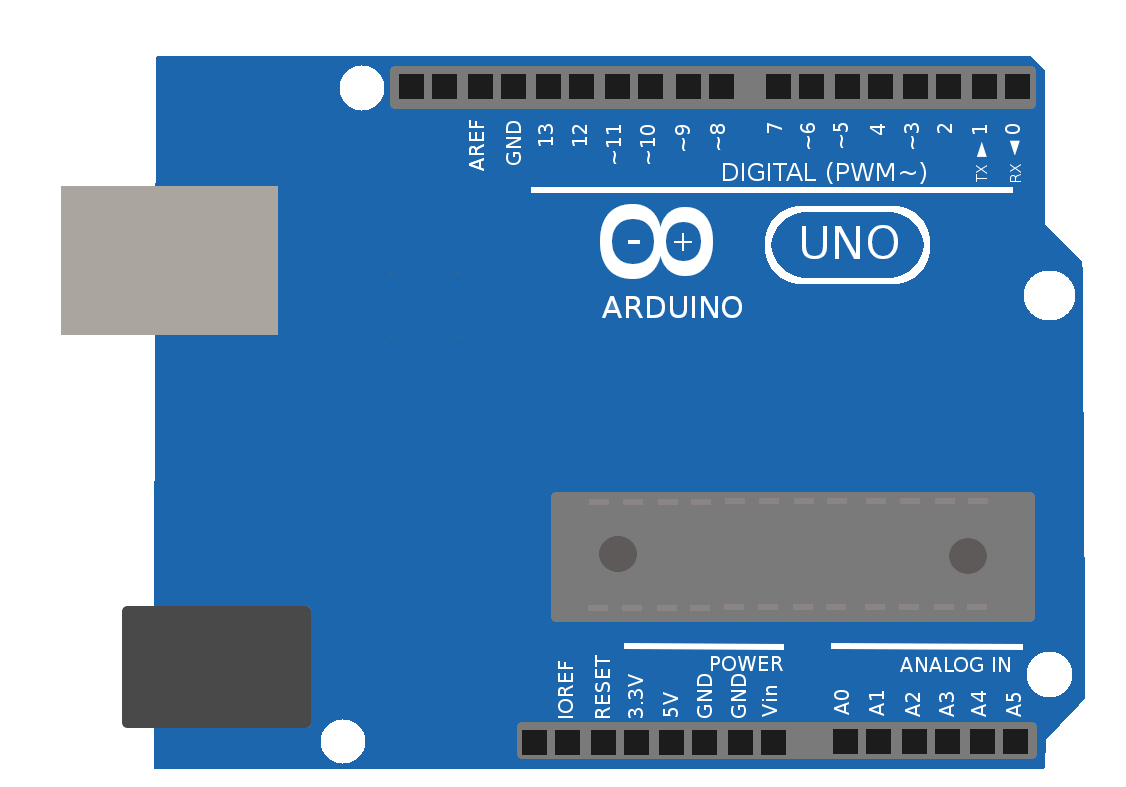 AREF GND 13 12 ~11 ~10 ~9 ~8 7 ~6 ~5 4 ~3 2 TX ▶ 1 RX ◀ 0
DIGITAL (PWM~)
- +
UNO
ARDUINO
POWER
ANALOG IN
IOREF RESET 3.3V 5V GND GND Vin A0 A1 A2 A3 A4 A5